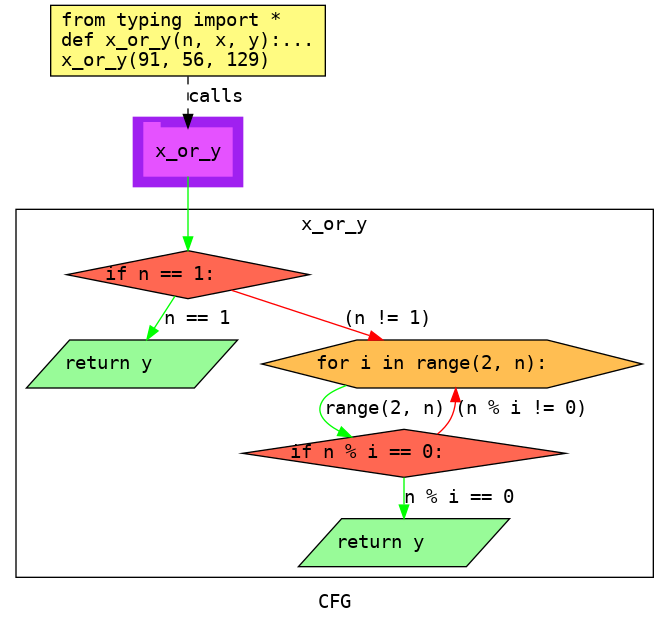 from typing import *
def x_or_y(n, x, y):...
x_or_y(91, 56, 129)
calls
x_or_y
x_or_y
if n == 1:
n == 1
(n != 1)
return y
for i in range(2, n):
range(2, n)
(n % i != 0)
if n % i == 0:
n % i == 0
return y
CFG